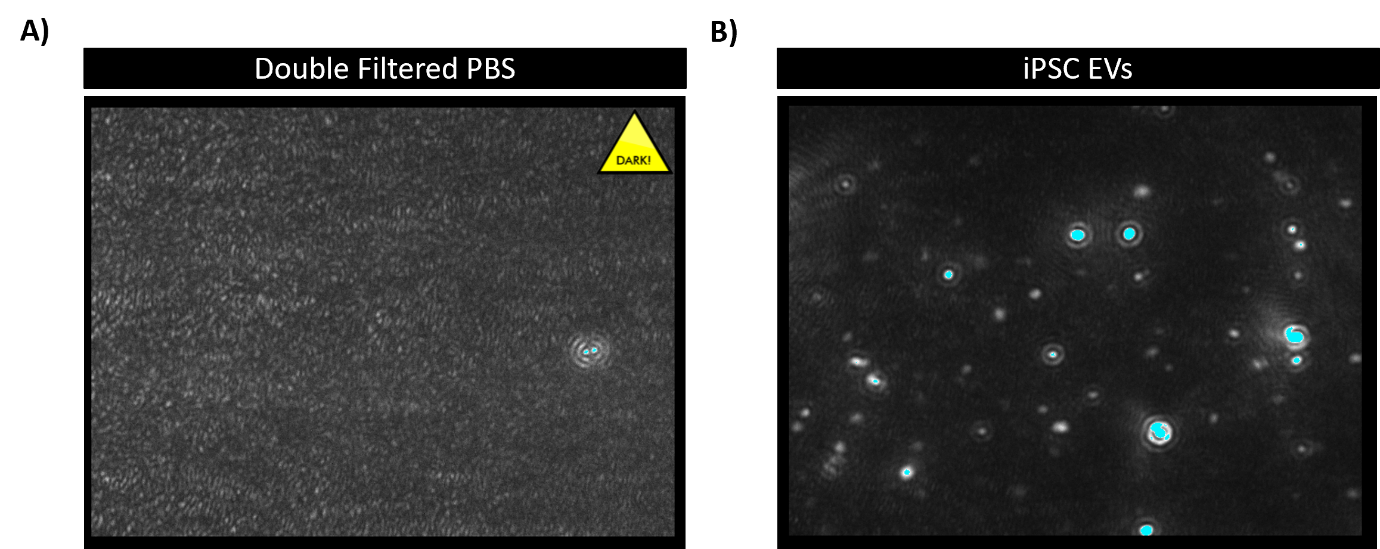 A)
Double Filtered PBS
DARK!
B)
iPSC EVs